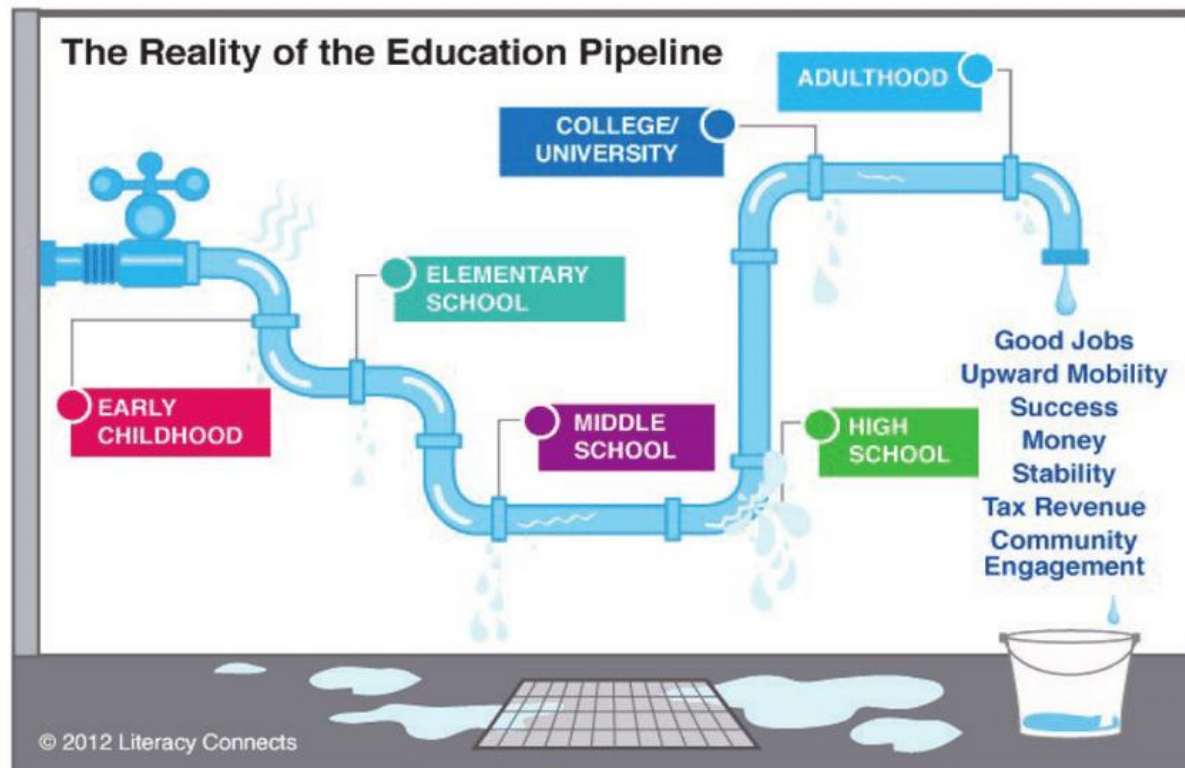 The Reality of the Education Pipeline
ADULTHOOD
COLLEGE/
UNIVERSITY
ELEMENTARY
SCHOOL
EARLY
CHILDHOOD
MIDDLE
SCHOOL
HIGH
SCHOOL
Good Jobs
Upward Mobility
Success
Money
Stability
Tax Revenue
Community
Engagement
© 2012 Literacy Connects